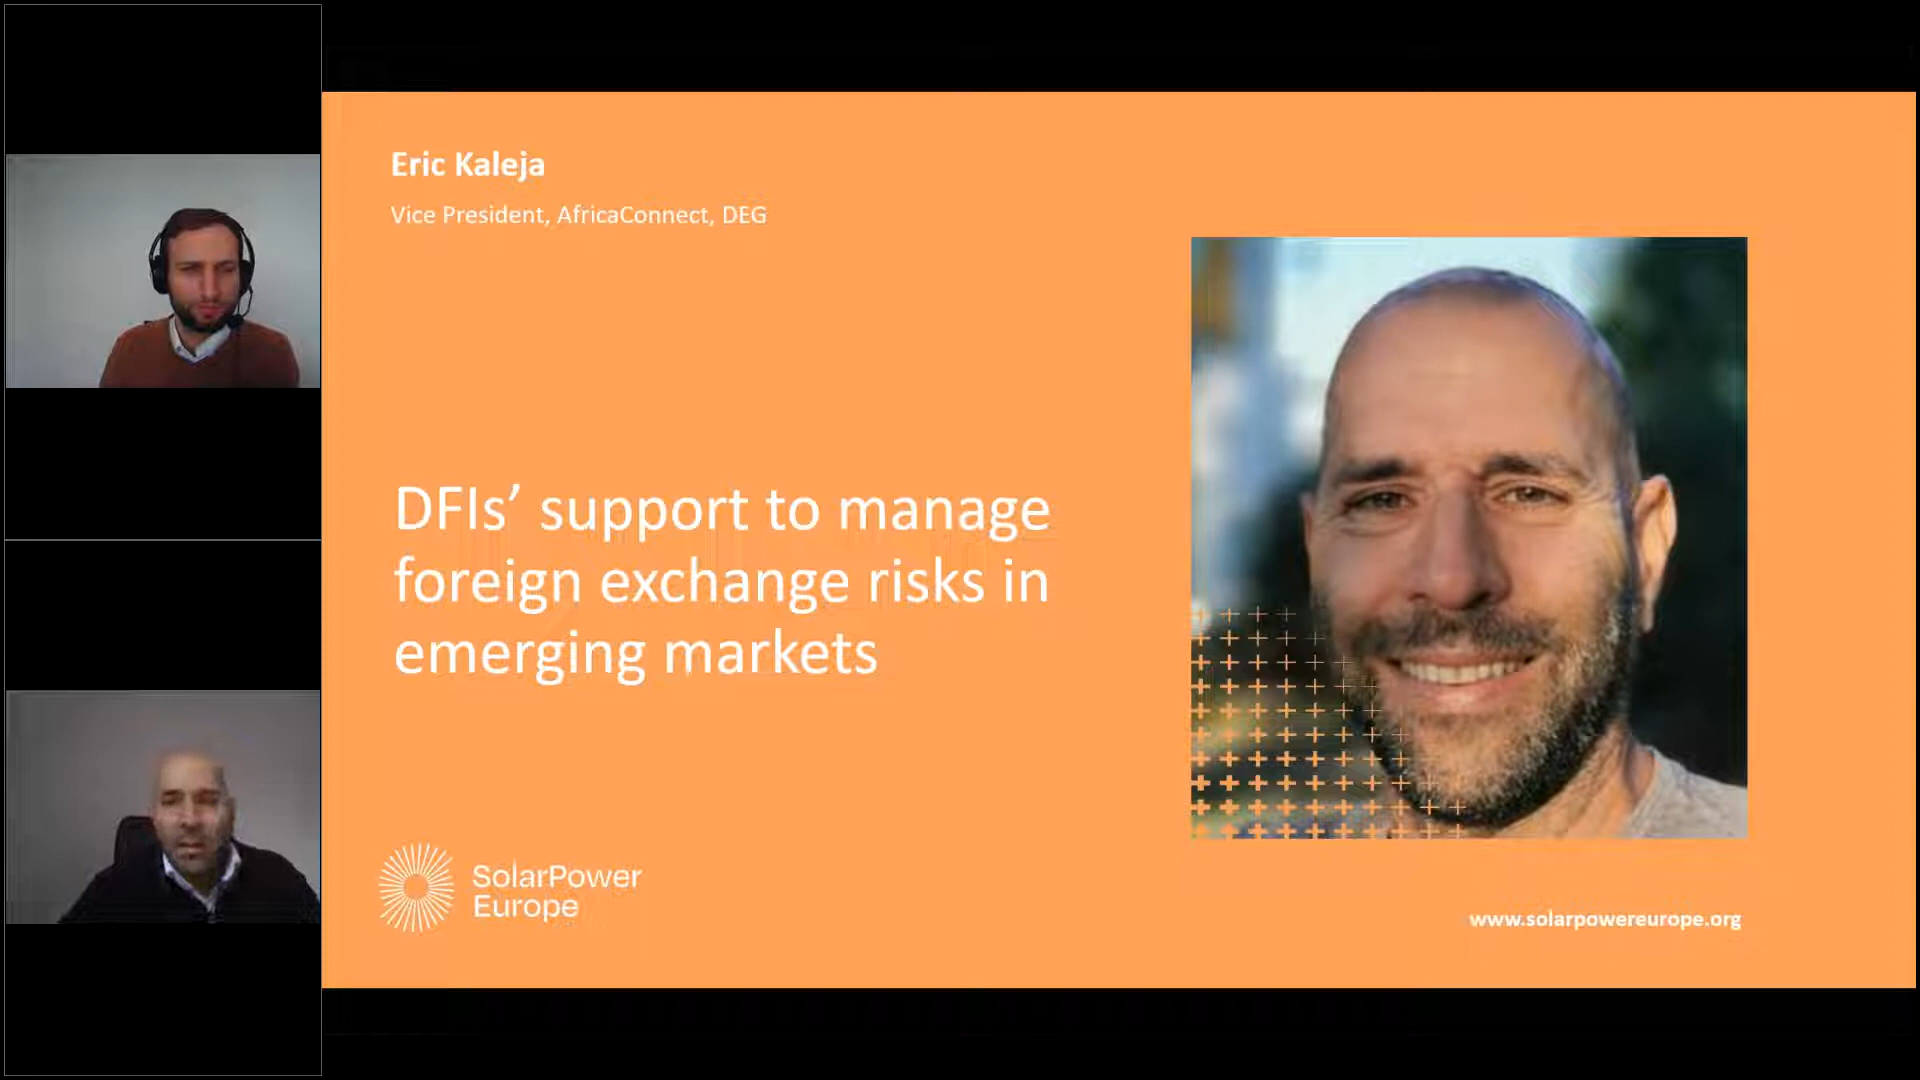 Eric Kaleja
Vice President, AfricaConnect, DEG
DFIs’ support to manage
foreign exchange risks in
emerging markets
SolarPower
Europe
www.solarpowereurope.org